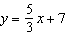 y = 5/3 x + 7